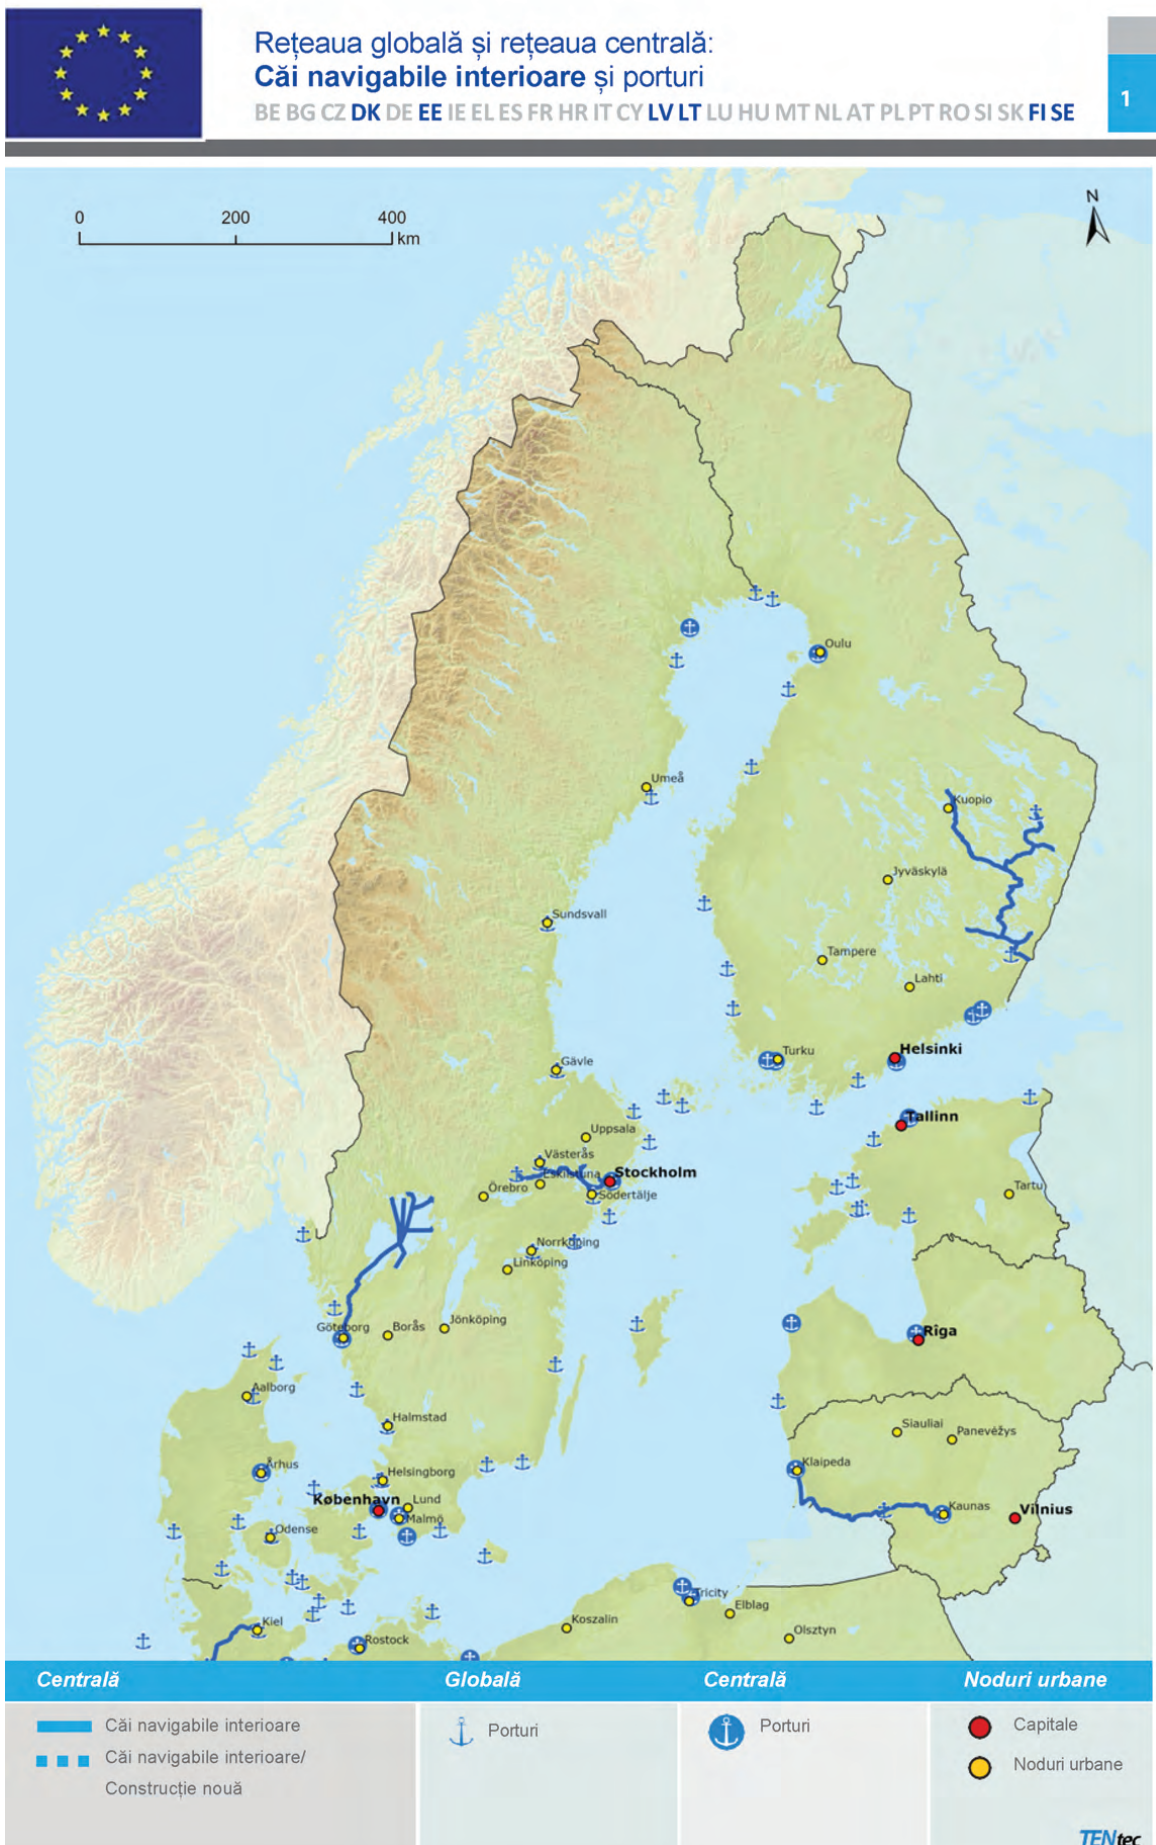 Rețeaua globală și rețeaua centrală:
Căi navigabile interioare și porturi
BE BG CZ DK DE EE IE EL ES FR HR IT CY LV LT LU HU MT NL AT PL PT RO SI SK FI SE
1
0 200 400
km
N
Oulu
Umeå
Kuopio
Jyväskylä
Sundsvall
Tampere
Lahti
Turku
Helsinki
Gävle
Tallinn
Uppsala
Västerås
Eskilstuna
Stockholm
Örebro
Södertälje
Tartu
Norrköping
Linköping
Göteborg
Borås
Jönköping
Rīga
Aalborg
Halmstad
Siauliai
Panevėžys
Århus
Helsingborg
Klaipeda
København
Lund
Malmö
Kaunas
Vilnius
Odense
Tricity
Elblag
Koszalin
Olsztyn
Kiel
Rostock
Centrală Globală Centrală Noduri urbane
Căi navigabile interioare
Căi navigabile interioare/
Construcție nouă
Porturi
Porturi
Capitale
Noduri urbane
TENtec